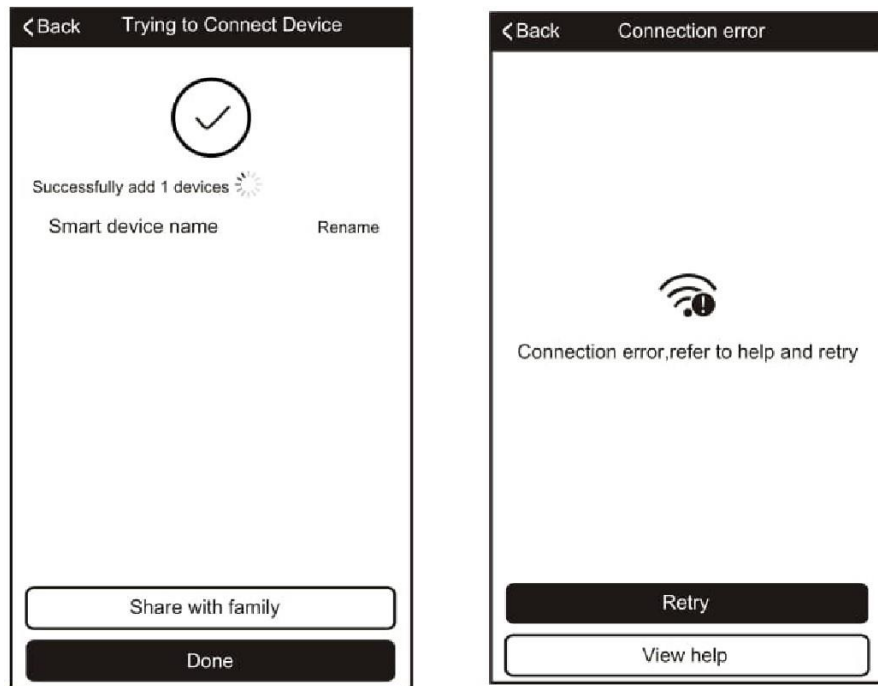 Back Trying to Connect Device
Successfully add 1 devices
Smart device name Rename
Share with family
Done
Back Connection error
Connection error,refer to help and retry
Retry
View help